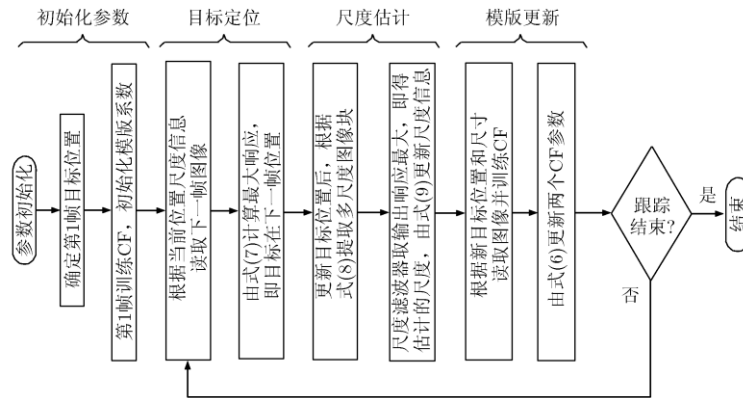 初始化参数
目标定位
尺度估计
模版更新
参数初始化
确定第1帧目标位置
第1帧训练CF，初始化模版系数
根据当前位置尺度信息
读取下一帧图像
由式(7)计算最大响应，
即目标在下一帧位置
更新目标位置后，根据
式(8)提取多尺度图像块
尺度滤波器取输出响应最大，即得
估计的尺度，由式(9)更新尺度信息
根据新目标位置和尺寸
读取图像并训练CF
由式(6)更新两个CF参数
跟踪
结束?
是
否
结束